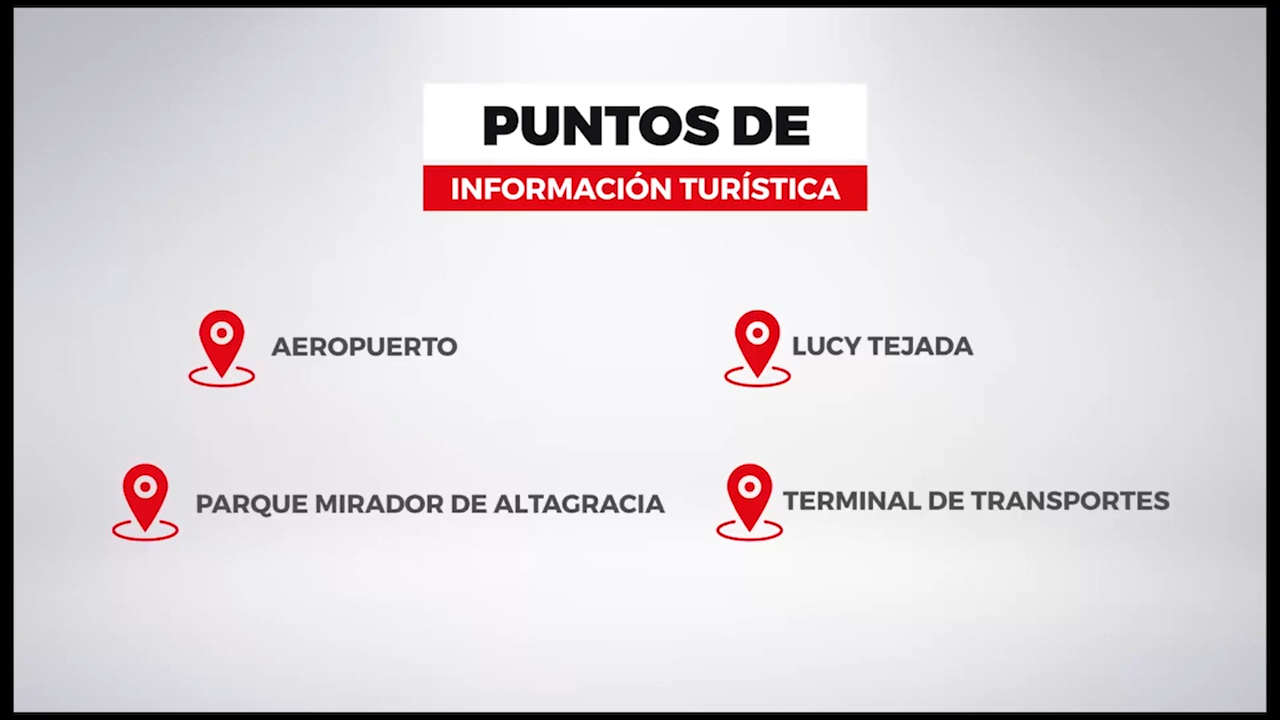 PUNTOS DE
INFORMACIÓN TURÍSTICA
AEROPUERTO
LUCY TEJADA
PARQUE MIRADOR DE ALTAGRACIA
TERMINAL DE TRANSPORTES